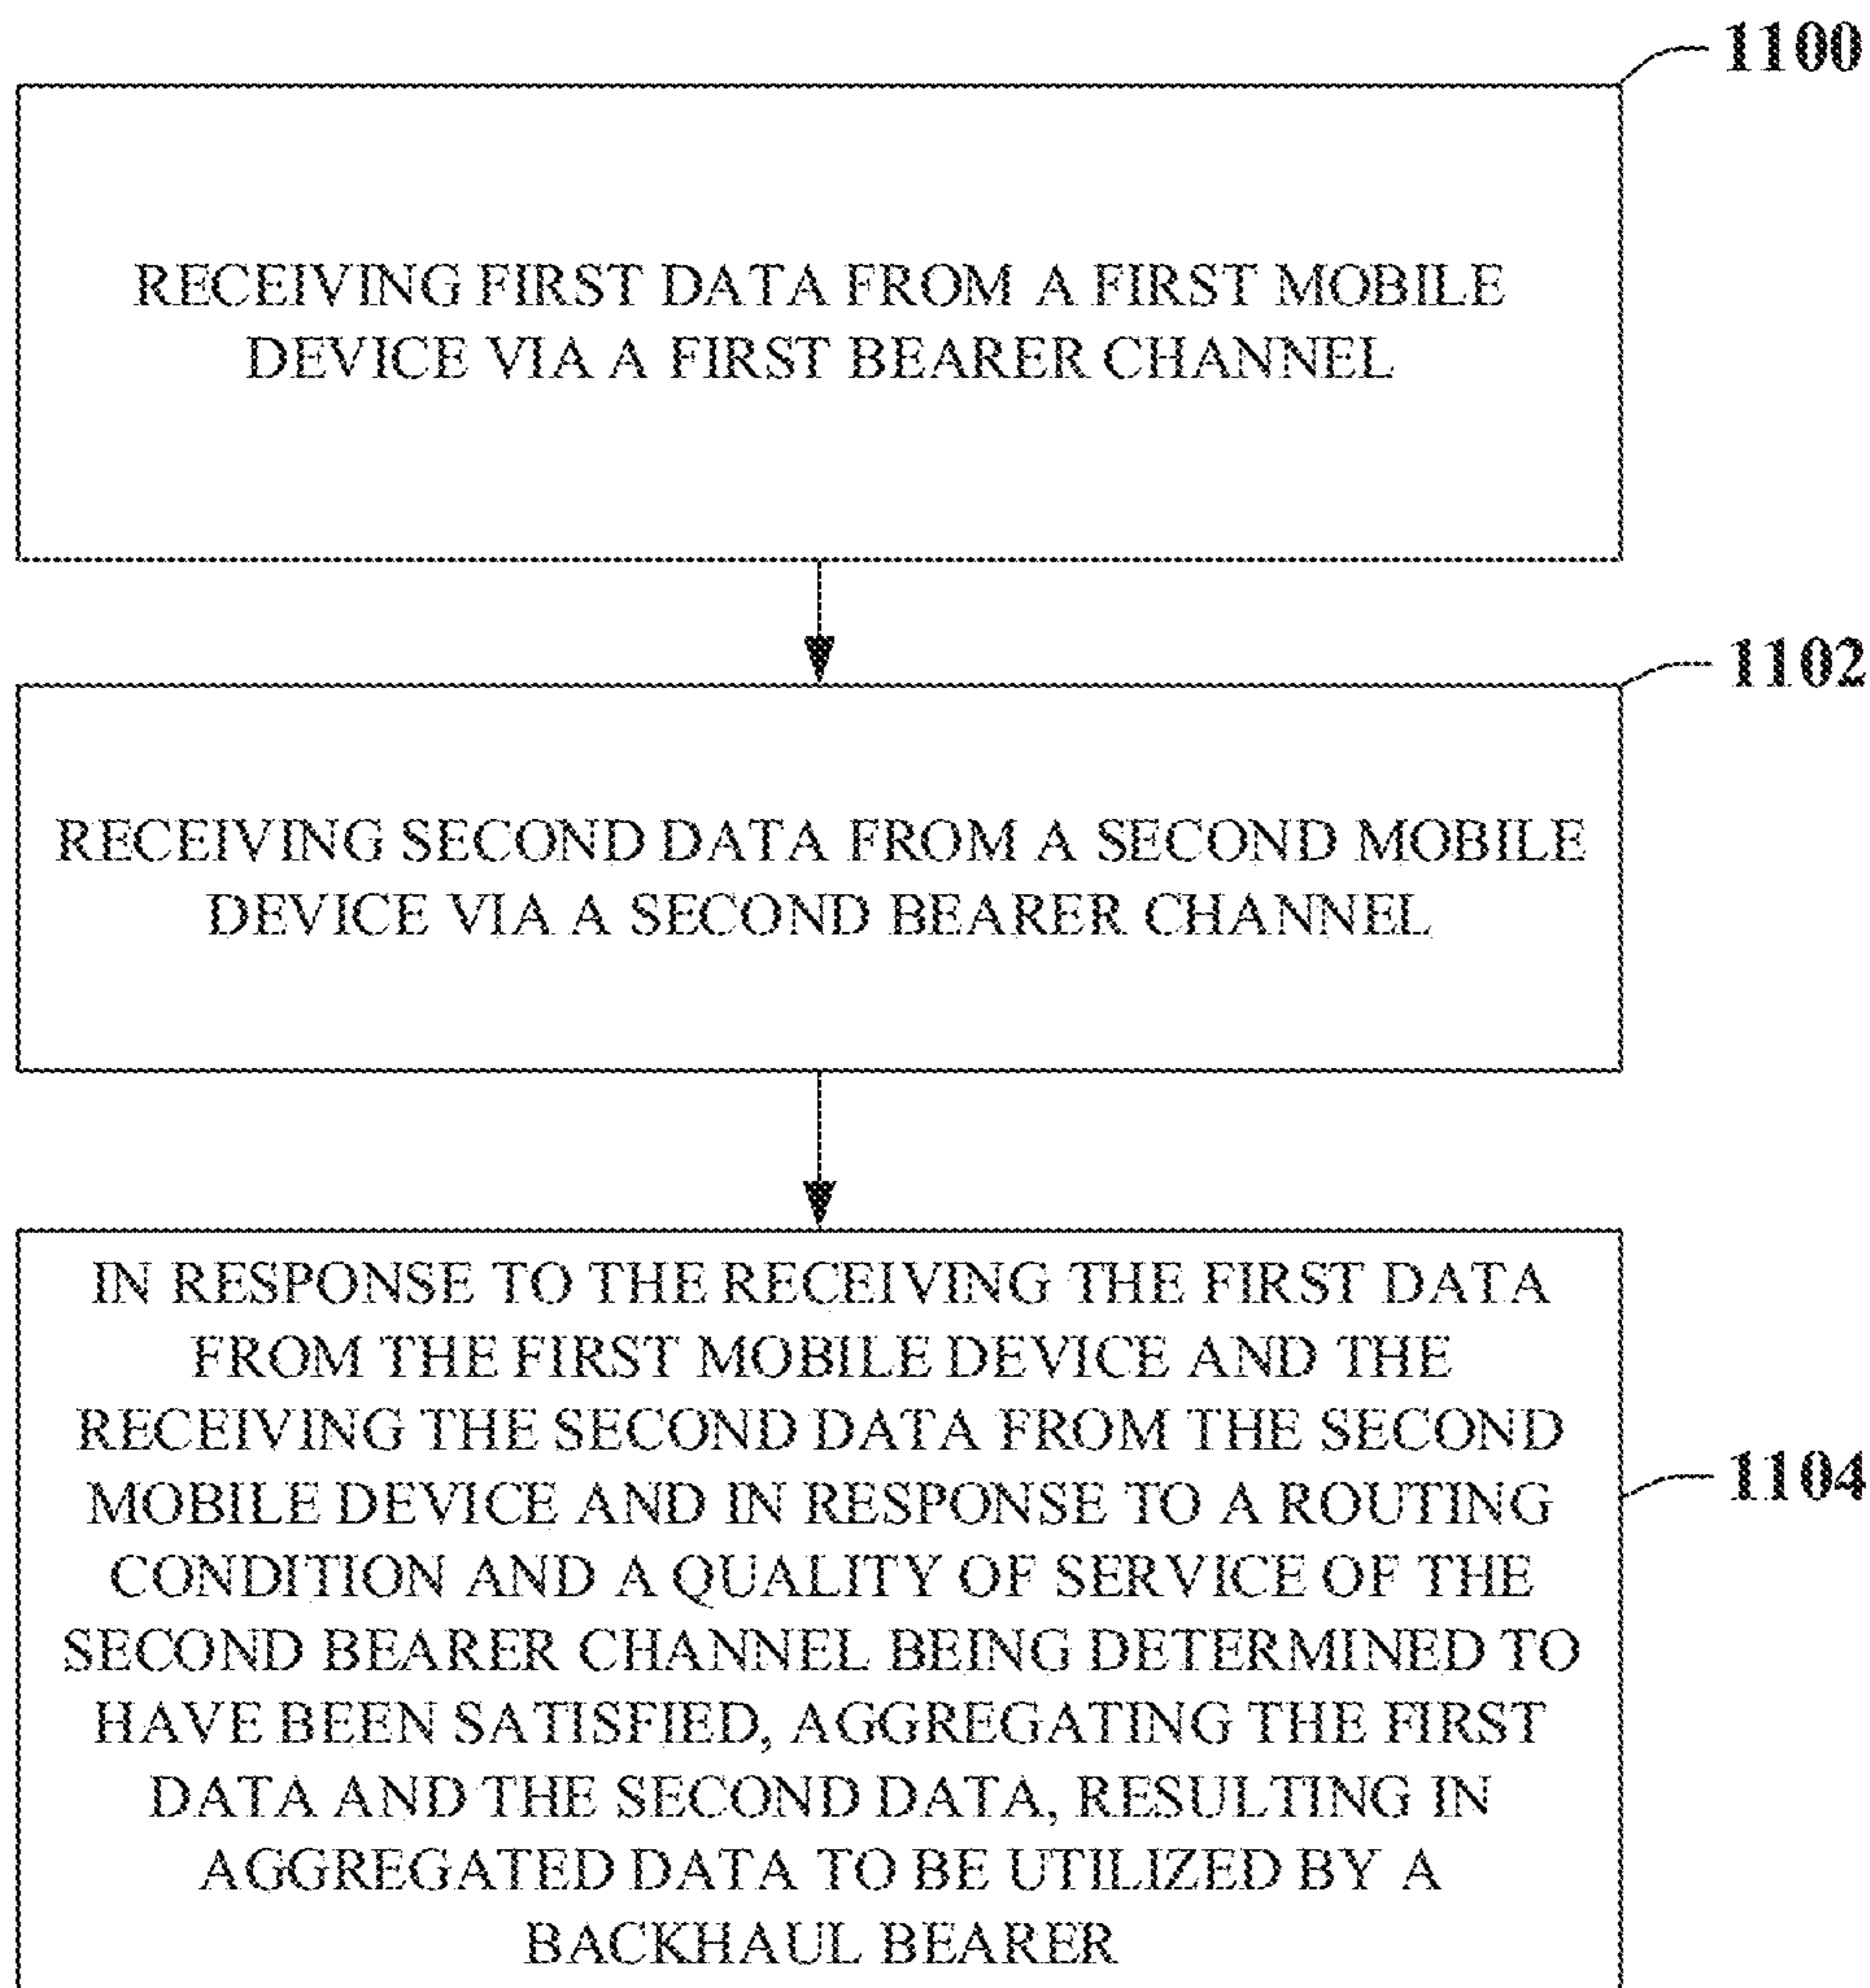 1100
RECEIVING FIRST DATA FROM A FIRST MOBILE
DEVICE VIA A FIRST BEARER CHANNEL
1102
RECEIVING SECOND DATA FROM A SECOND MOBILE
DEVICE VIA A SECOND BEARER CHANNEL
IN RESPONSE TO THE RECEIVING THE FIRST DATA
FROM THE FIRST MOBILE DEVICE AND THE
RECEIVING THE SECOND DATA FROM THE SECOND
MOBILE DEVICE AND IN RESPONSE TO A ROUTING
1104
CONDITION AND A QUALITY OF SERVICE OF THE
SECOND BEARER CHANNEL BEING DETERMINED TO
HAVE BEEN SATISFIED, AGGREGATING THE FIRST
DATA AND THE SECOND DATA, RESULTING IN
AGGREGATED DATA TO BE UTILIZED BY A
BACKHAUL BEARER